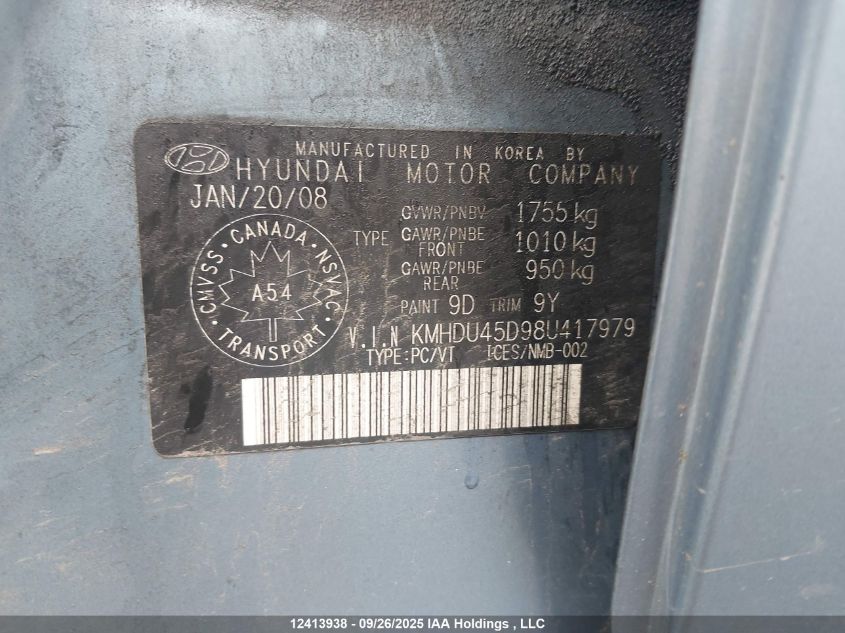 MANUFACTURED IN KOREA BY
HYUNDAI MOTOR COMPANY
JAN/20/08
GVWR/PNBV 1755 kg
TYPE GAWR/PNBE FRONT 1010 kg
GAWR/PNBE REAR 950 kg
CMVSS · CANADA · NSVAC · TRANSPORT
A54
PAINT 9D TRIM 9Y
V.I.N KMHDU45D98U417979
TYPE:PC/VT ICES/NMB-002
12413938 - 09/26/2025 IAA Holdings , LLC